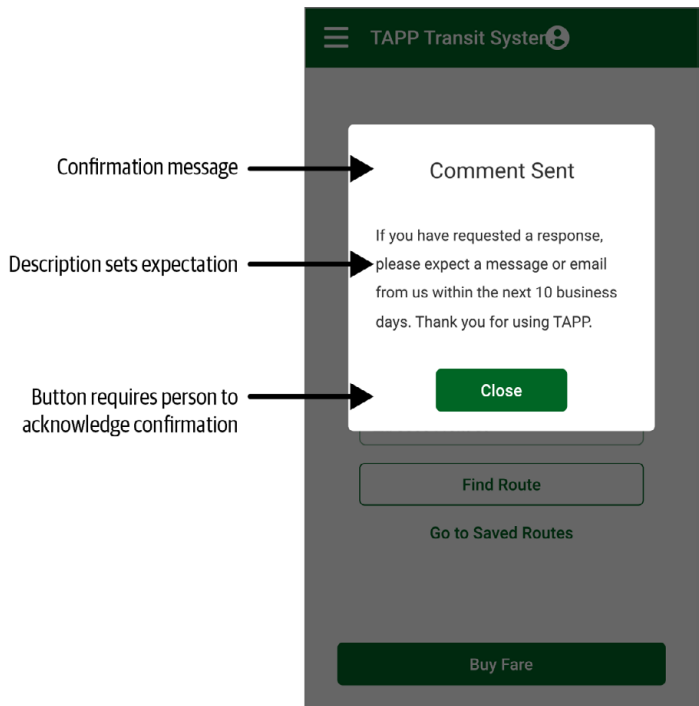 TAPP Transit System
Confirmation message
Comment Sent
Description sets expectation
If you have requested a response,
please expect a message or email
from us within the next 10 business
days. Thank you for using TAPP.
Button requires person to
acknowledge confirmation
Close
Find Route
Go to Saved Routes
Buy Fare